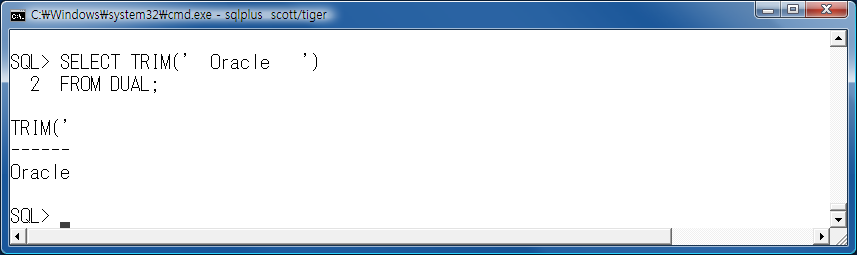 C:₩Windows₩system32₩cmd.exe - sqlplus  scott/tiger
SQL> SELECT TRIM('  Oracle   ')
  2  FROM DUAL;
TRIM('
------
Oracle
SQL>